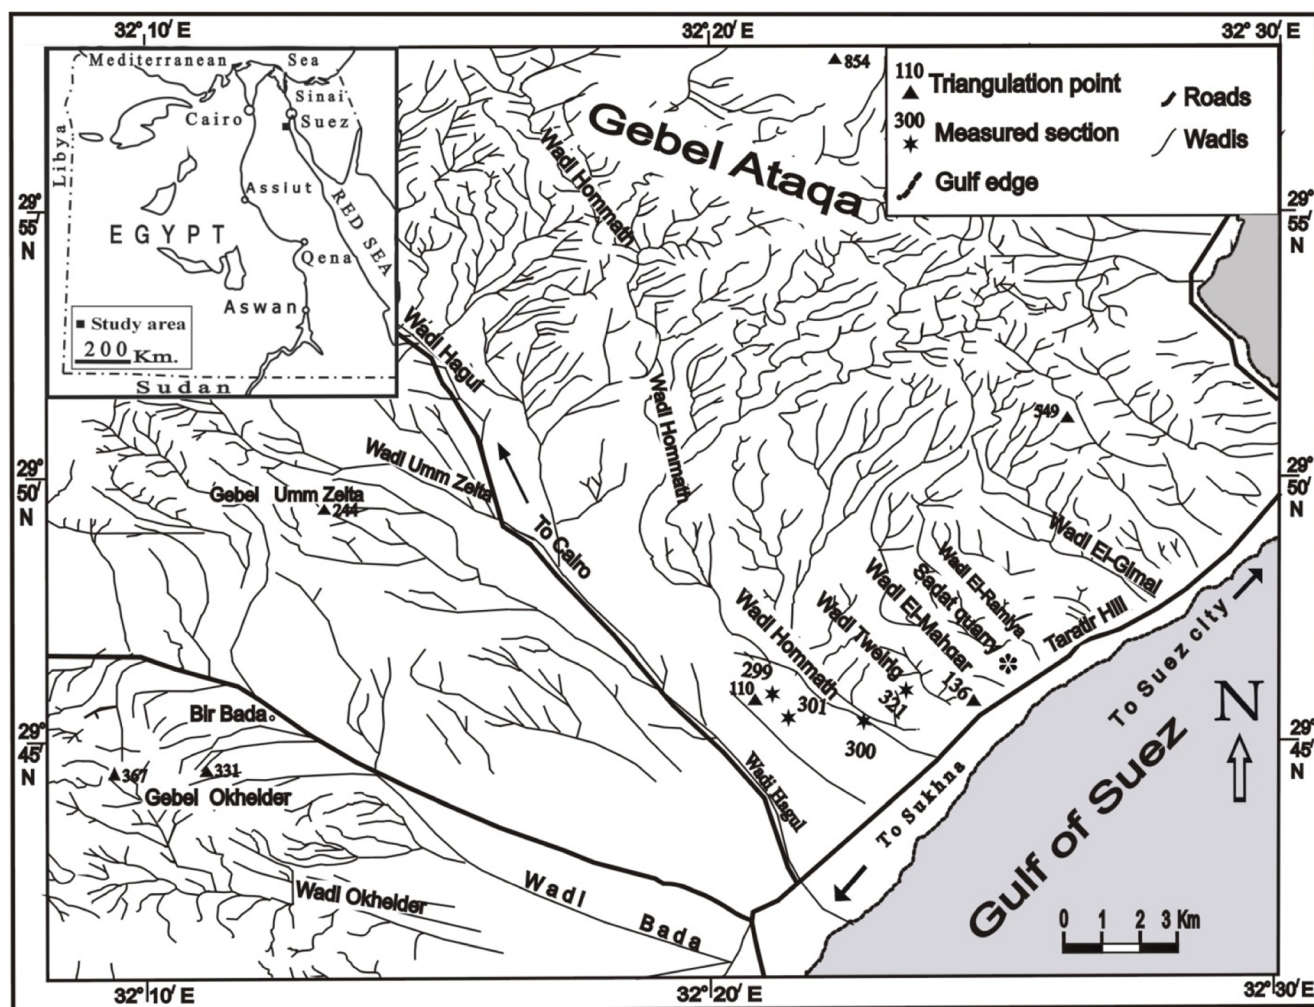 32° 10′ E
32° 20′ E
32° 30′ E
Mediterranean Sea
Sinai
Cairo
Suez
Libya
Assiut
RED SEA
EGYPT
Qena
Aswan
Study area
200 Km.
Sudan
854
110 Triangulation point
300 Measured section
Gulf edge
Roads
Wadis
Gebel Ataqa
Wadi Hommath
29° 55′ N
29° 55′ N
Wadi Hagul
Wadi Hommath
549
Wadi Umm Zeita
Gebel Umm Zeita
244
29° 50′ N
29° 50′ N
To Cairo
Wadi El-Gimal
Wadi El-Ramiya
Sadat quarry
Wadi El-Mahgar
Wadi Tweirig
Wadi Hommath
Taratir Hill
To Suez city
299
110
301
300
321
136
N
Bir Bada
29° 45′ N
29° 45′ N
367
331
Gebel Okheider
Wadi Hagul
To Sukhna
Gulf of Suez
Wadi Okheider
Wadi Bada
0 1 2 3 Km
32° 10′ E
32° 20′ E
32° 30′ E